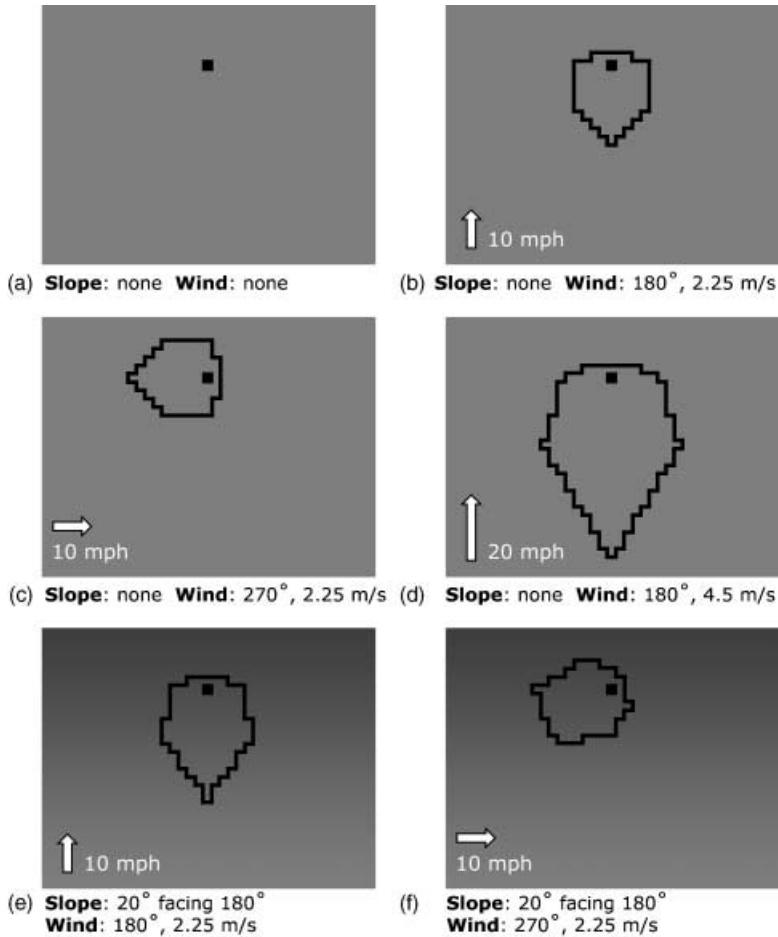 10 mph
(a) Slope: none Wind: none
(b) Slope: none Wind: 180°, 2.25 m/s
10 mph
20 mph
(c) Slope: none Wind: 270°, 2.25 m/s
(d) Slope: none Wind: 180°, 4.5 m/s
10 mph
10 mph
(e) Slope: 20° facing 180°
Wind: 180°, 2.25 m/s
(f) Slope: 20° facing 180°
Wind: 270°, 2.25 m/s